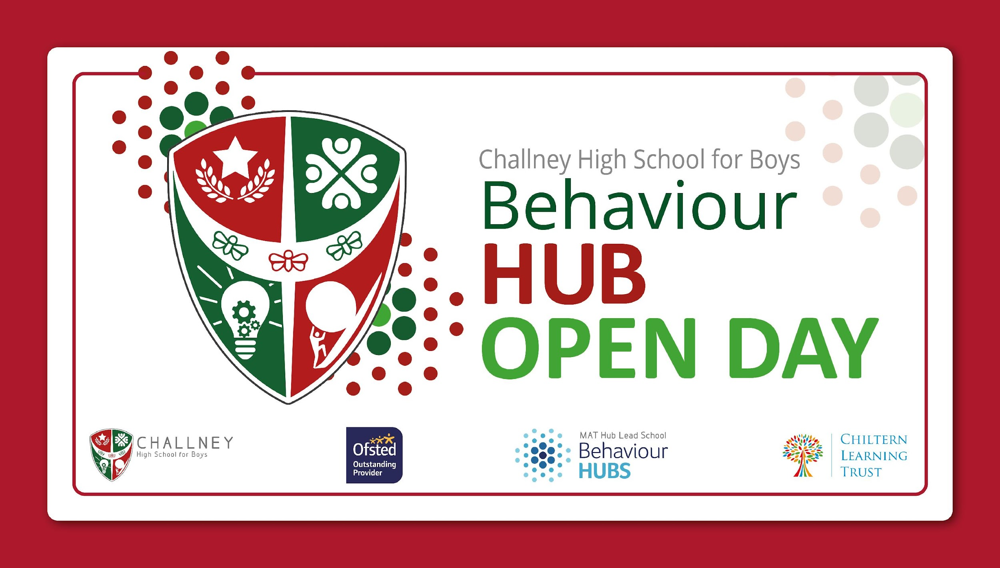 Challney High School for Boys
Behaviour
HUB
OPEN DAY
CHALLNEY
High School for Boys
Ofsted
Outstanding
Provider
MAT Hub Lead School
Behaviour
HUBS
CHILTERN
LEARNING
TRUST